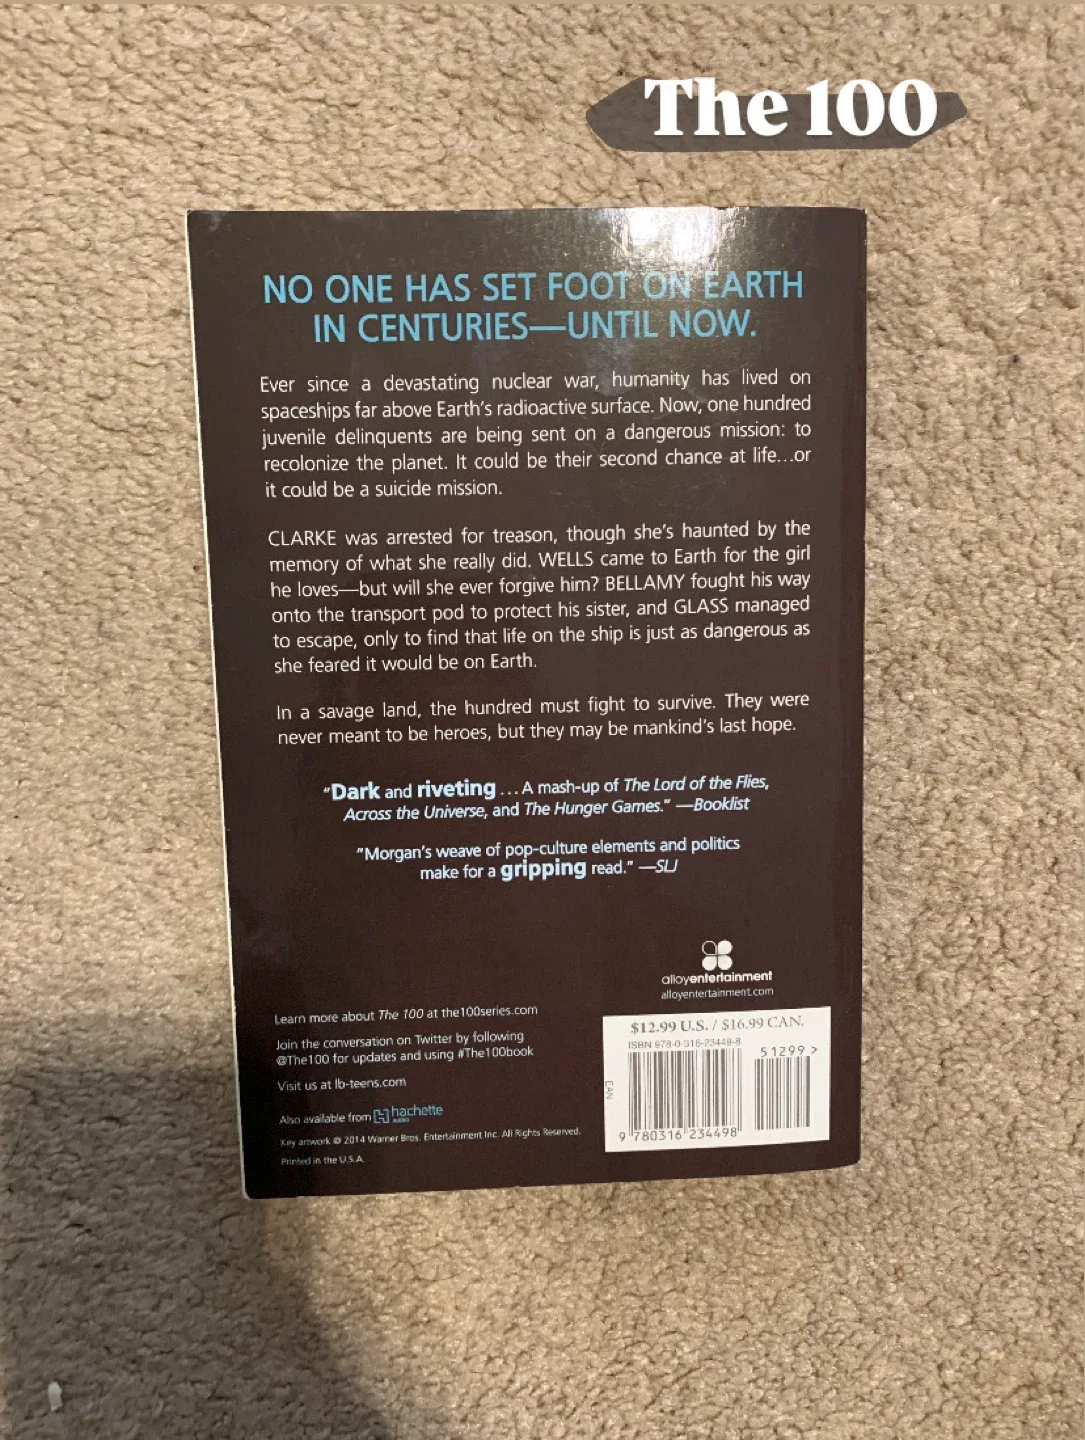 The 100
NO ONE HAS SET FOOT ON EARTH
IN CENTURIES—UNTIL NOW.
Ever since a devastating nuclear war, humanity has lived on
spaceships far above Earth's radioactive surface. Now, one hundred
juvenile delinquents are being sent on a dangerous mission: to
recolonize the planet. It could be their second chance at life...or
it could be a suicide mission.
CLARKE was arrested for treason, though she's haunted by the
memory of what she really did. WELLS came to Earth for the girl
he loves—but will she ever forgive him? BELLAMY fought his way
onto the transport pod to protect his sister, and GLASS managed
to escape, only to find that life on the ship is just as dangerous as
she feared it would be on Earth.
In a savage land, the hundred must fight to survive. They were
never meant to be heroes, but they may be mankind's last hope.
"Dark and riveting...A mash-up of The Lord of the Flies,
Across the Universe, and The Hunger Games." —Booklist
"Morgan's weave of pop-culture elements and politics
make for a gripping read." —SLJ
alloyentertainment
alloyentertainment.com
Learn more about The 100 at the100series.com
Join the conversation on Twitter by following
@The100 for updates and using #The100book
Visit us at lb-teens.com
Also available from hachette
Key artwork © 2014 Warner Bros. Entertainment Inc. All Rights Reserved.
Printed in the U.S.A.
$12.99 U.S. / $16.99 CAN.
ISBN 978-0-316-23449-8
51299>
EAN
9 780316 234498